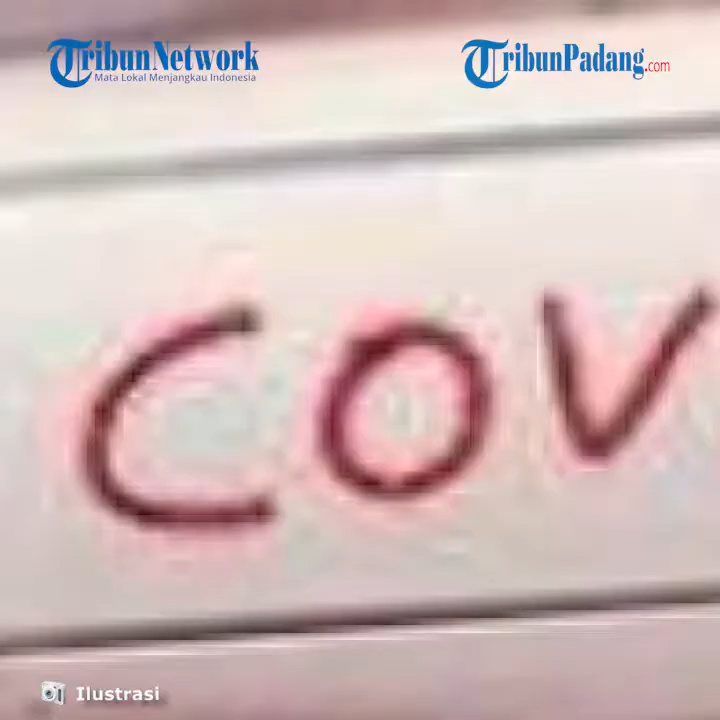 TribunNetwork
Mata Lokal Menjangkau Indonesia
TribunPadang.com
COV
Ilustrasi